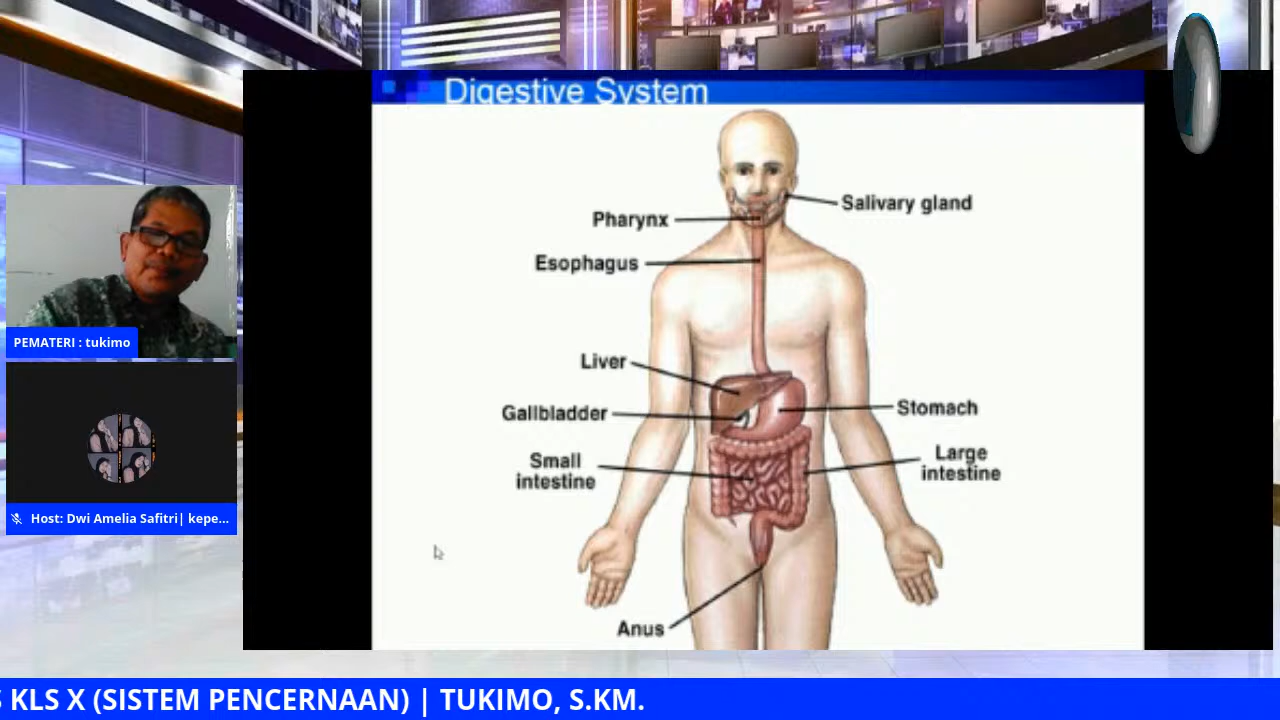 Digestive System
Salivary gland
Pharynx
Esophagus
Liver
Gallbladder
Stomach
Small
intestine
Large
intestine
Anus
PEMATERI : tukimo
Host: Dwi Amelia Safitri| kepe...
KLS X (SISTEM PENCERNAAN) | TUKIMO, S.KM.